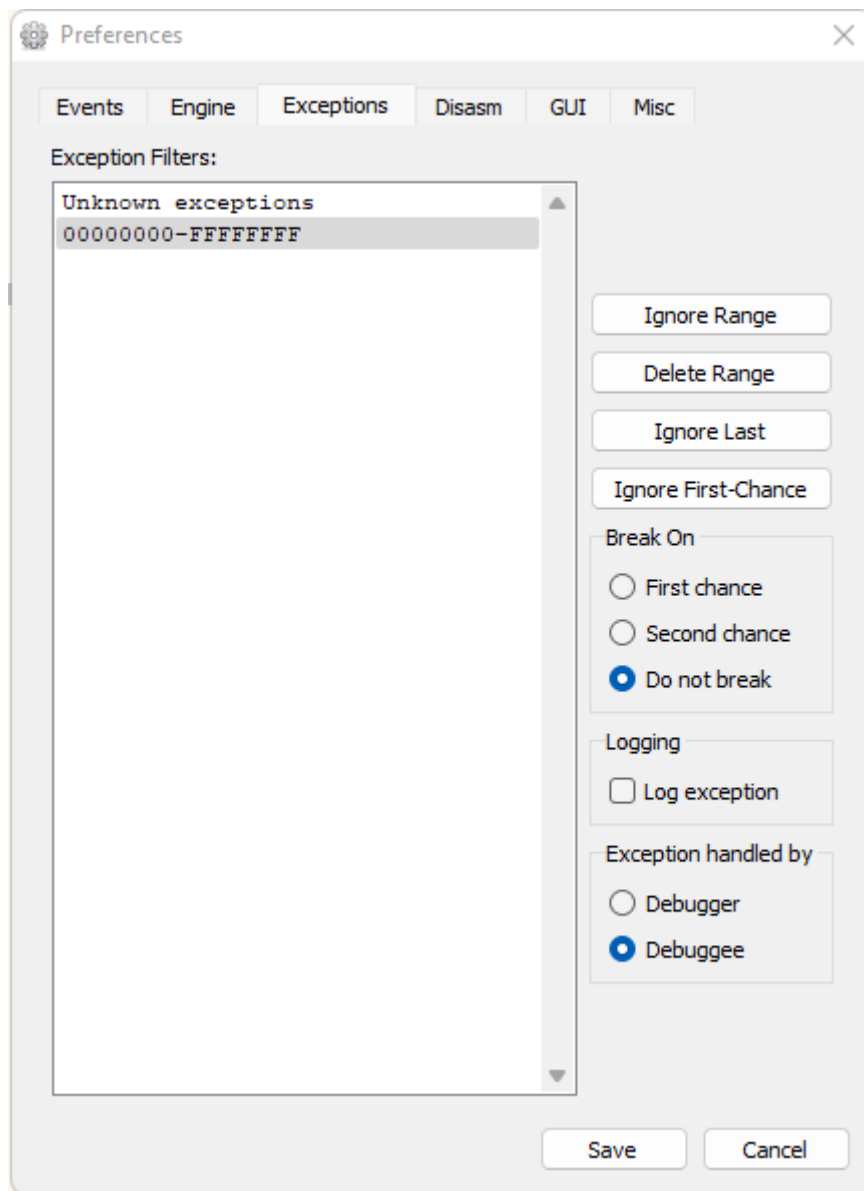 Preferences
Events Engine Exceptions Disasm GUI Misc
Exception Filters:
Unknown exceptions
00000000-FFFFFFFF
Ignore Range
Delete Range
Ignore Last
Ignore First-Chance
Break On
First chance
Second chance
Do not break
Logging
Log exception
Exception handled by
Debugger
Debuggee
Save Cancel